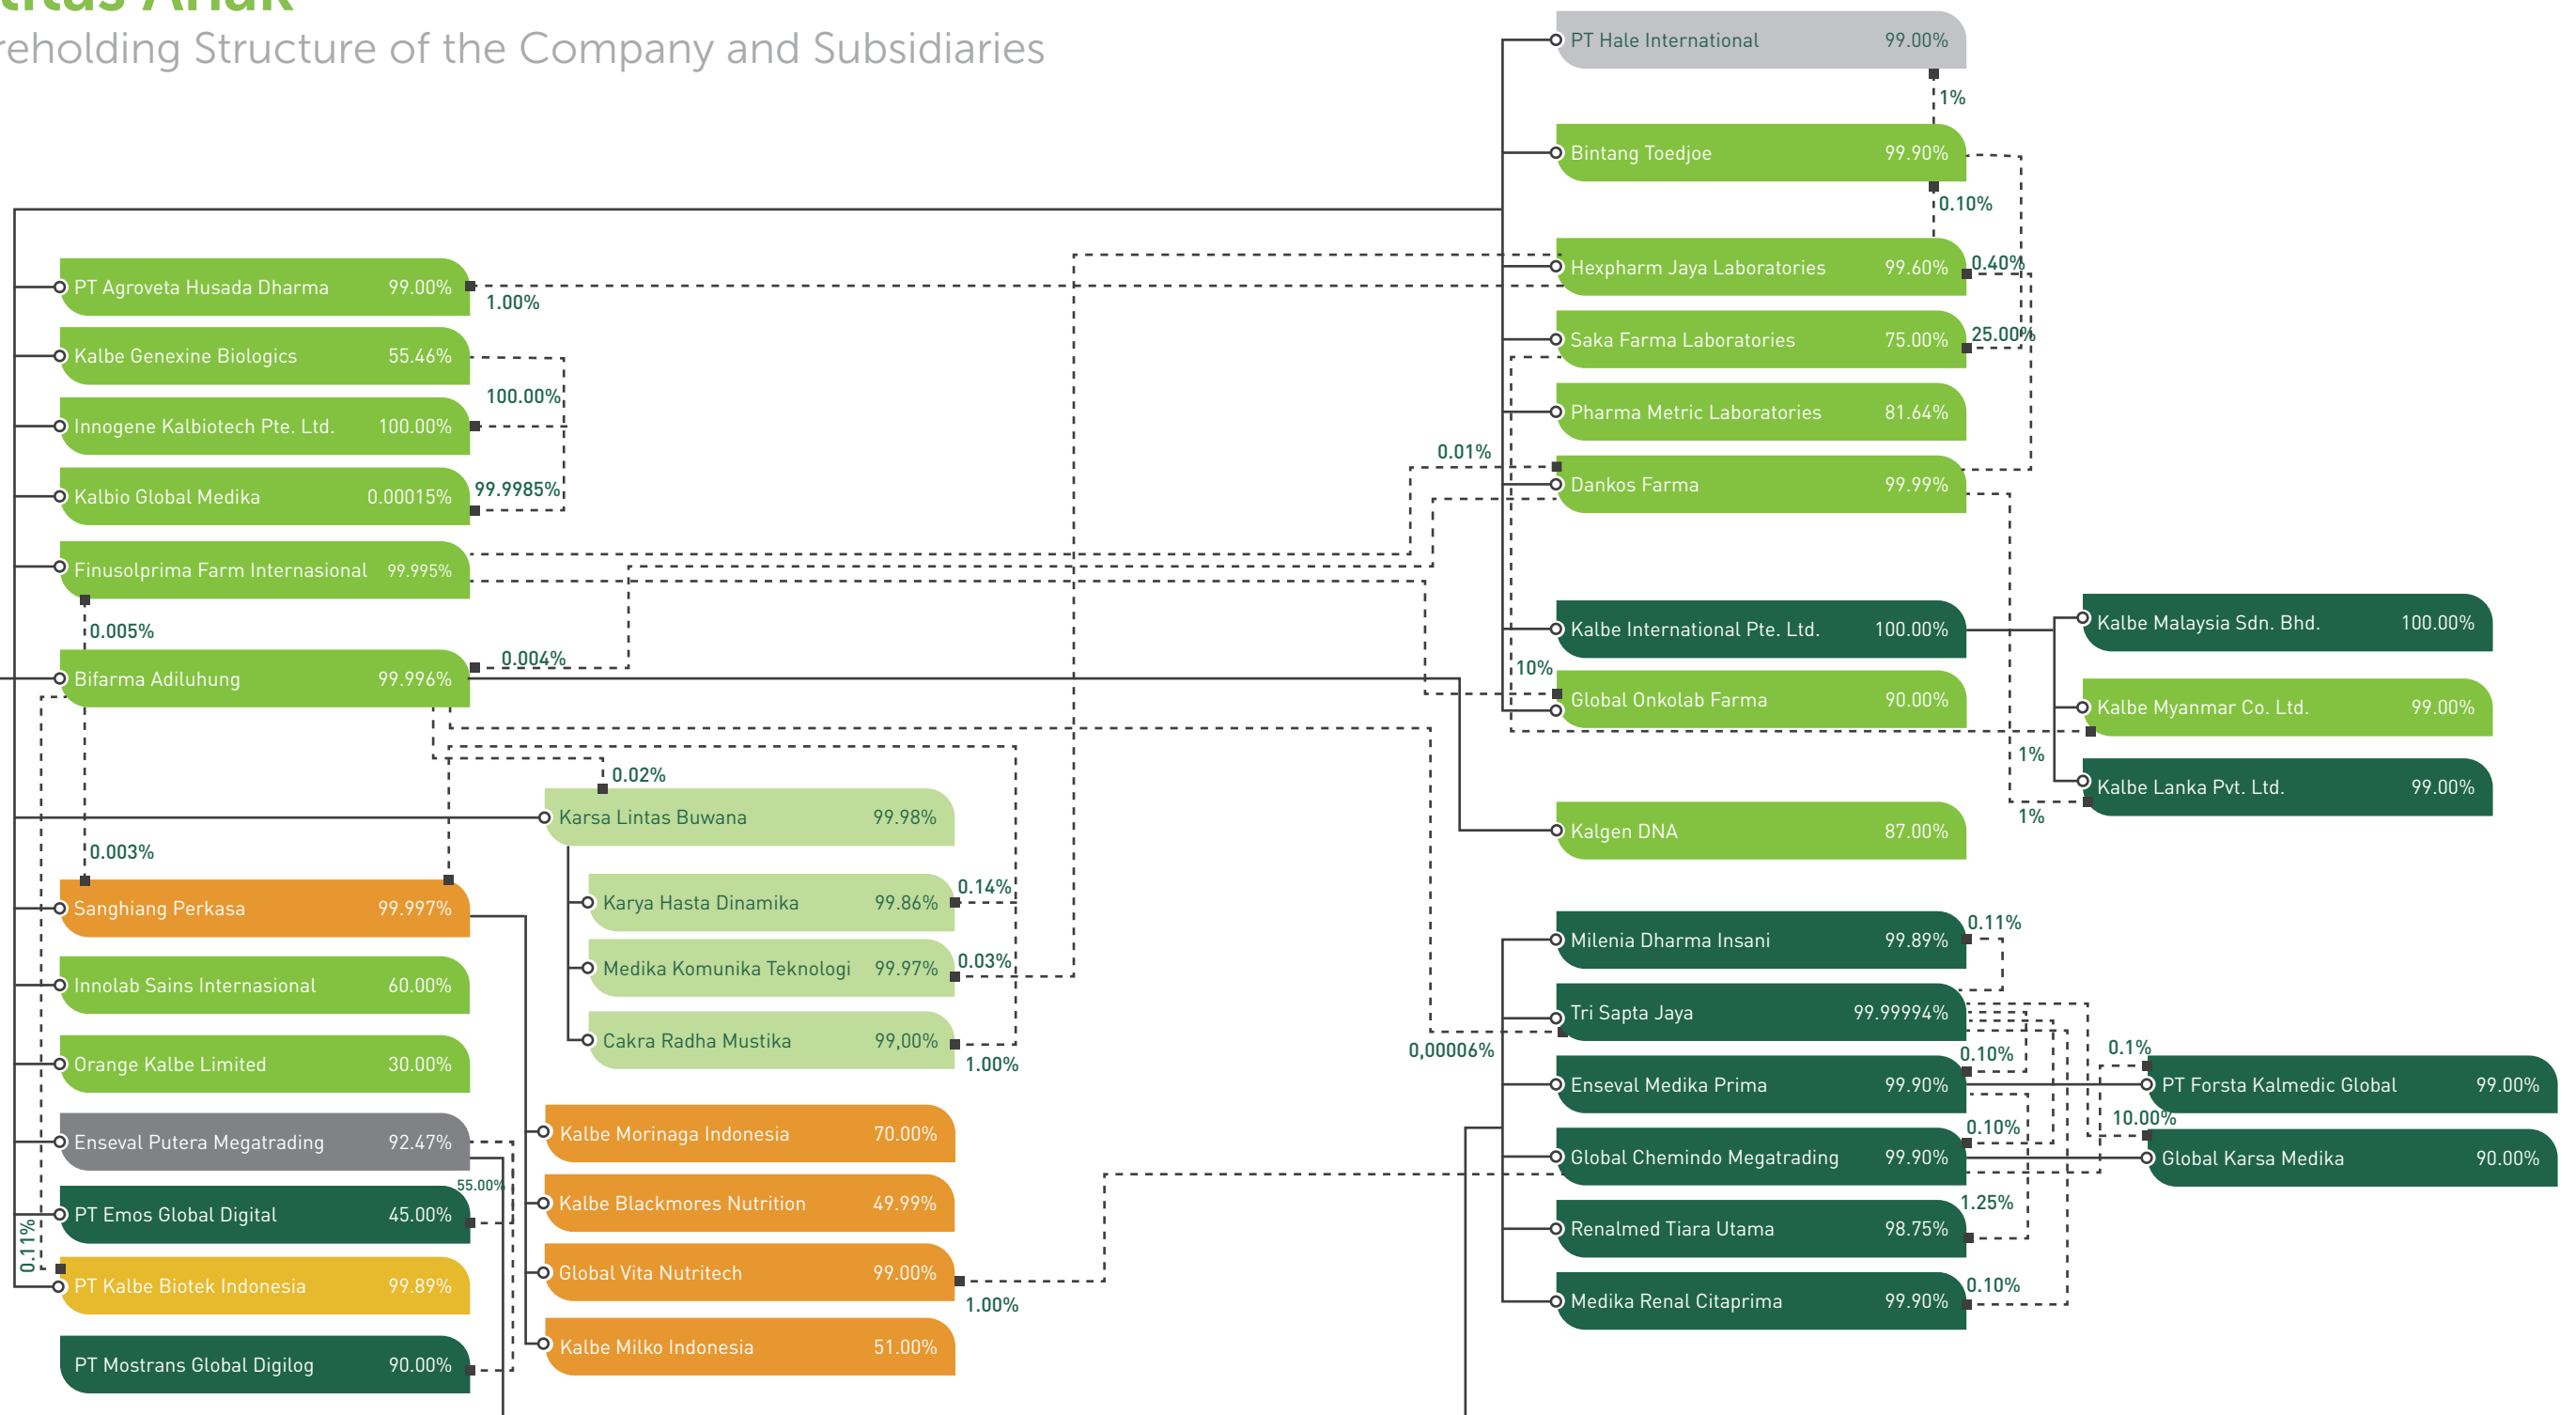 reholding Structure of the Company and Subsidiaries
PT Agroveta Husada Dharma 99.00%
1.00%
Kalbe Genexine Biologics 55.46%
100.00%
Innogene Kalbiotech Pte. Ltd. 100.00%
Kalbio Global Medika 0.00015%
99.9985%
Finusolprima Farm Internasional 99.995%
0.005%
Bifarma Adiluhung 99.996%
0.004%
0.003%
Sanghiang Perkasa 99.997%
Innolab Sains Internasional 60.00%
Orange Kalbe Limited 30.00%
Enseval Putera Megatrading 92.47%
55.00%
PT Emos Global Digital 45.00%
0.11%
PT Kalbe Biotek Indonesia 99.89%
PT Mostrans Global Digilog 90.00%
0.02%
Karsa Lintas Buwana 99.98%
Karya Hasta Dinamika 99.86%
0.14%
Medika Komunika Teknologi 99.97%
0.03%
Cakra Radha Mustika 99,00%
1.00%
Kalbe Morinaga Indonesia 70.00%
Kalbe Blackmores Nutrition 49.99%
Global Vita Nutritech 99.00%
1.00%
Kalbe Milko Indonesia 51.00%
PT Hale International 99.00%
1%
Bintang Toedjoe 99.90%
0.10%
Hexpharm Jaya Laboratories 99.60%
0.40%
Saka Farma Laboratories 75.00%
25.00%
Pharma Metric Laboratories 81.64%
0.01%
Dankos Farma 99.99%
Kalbe International Pte. Ltd. 100.00%
10%
Global Onkolab Farma 90.00%
Kalgen DNA 87.00%
Kalbe Malaysia Sdn. Bhd. 100.00%
Kalbe Myanmar Co. Ltd. 99.00%
1%
Kalbe Lanka Pvt. Ltd. 99.00%
1%
Milenia Dharma Insani 99.89%
0.11%
Tri Sapta Jaya 99.99994%
0,00006%
0.10%
Enseval Medika Prima 99.90%
0.10%
Global Chemindo Megatrading 99.90%
1.25%
Renalmed Tiara Utama 98.75%
0.10%
Medika Renal Citaprima 99.90%
0.1%
PT Forsta Kalmedic Global 99.00%
10.00%
Global Karsa Medika 90.00%